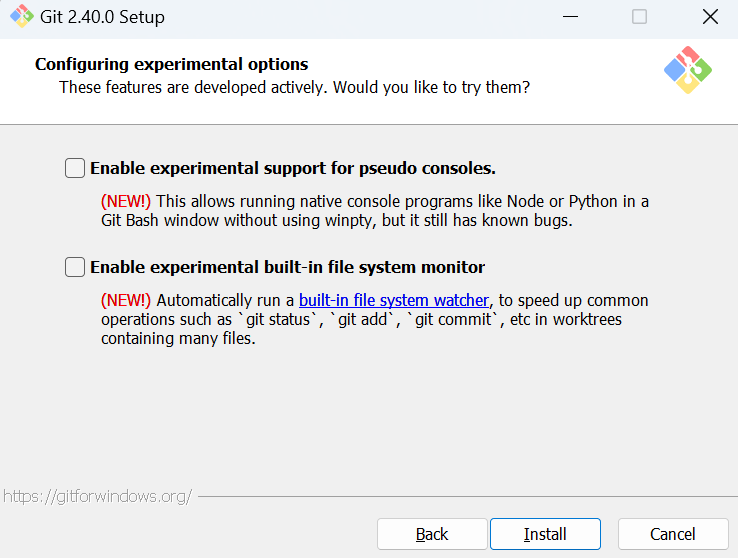 Git 2.40.0 Setup
Configuring experimental options
These features are developed actively. Would you like to try them?
Enable experimental support for pseudo consoles.
(NEW!) This allows running native console programs like Node or Python in a
Git Bash window without using winpty, but it still has known bugs.
Enable experimental built-in file system monitor
(NEW!) Automatically run a built-in file system watcher, to speed up common
operations such as `git status`, `git add`, `git commit`, etc in worktrees
containing many files.
https://gitforwindows.org/
Back Install Cancel